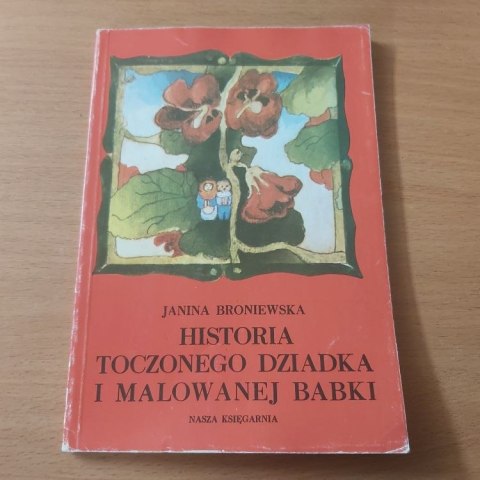 JANINA BRONIEWSKA
HISTORIA
TOCZONEGO DZIADKA
I MALOWANEJ BABKI
NASZA KSIĘGARNIA